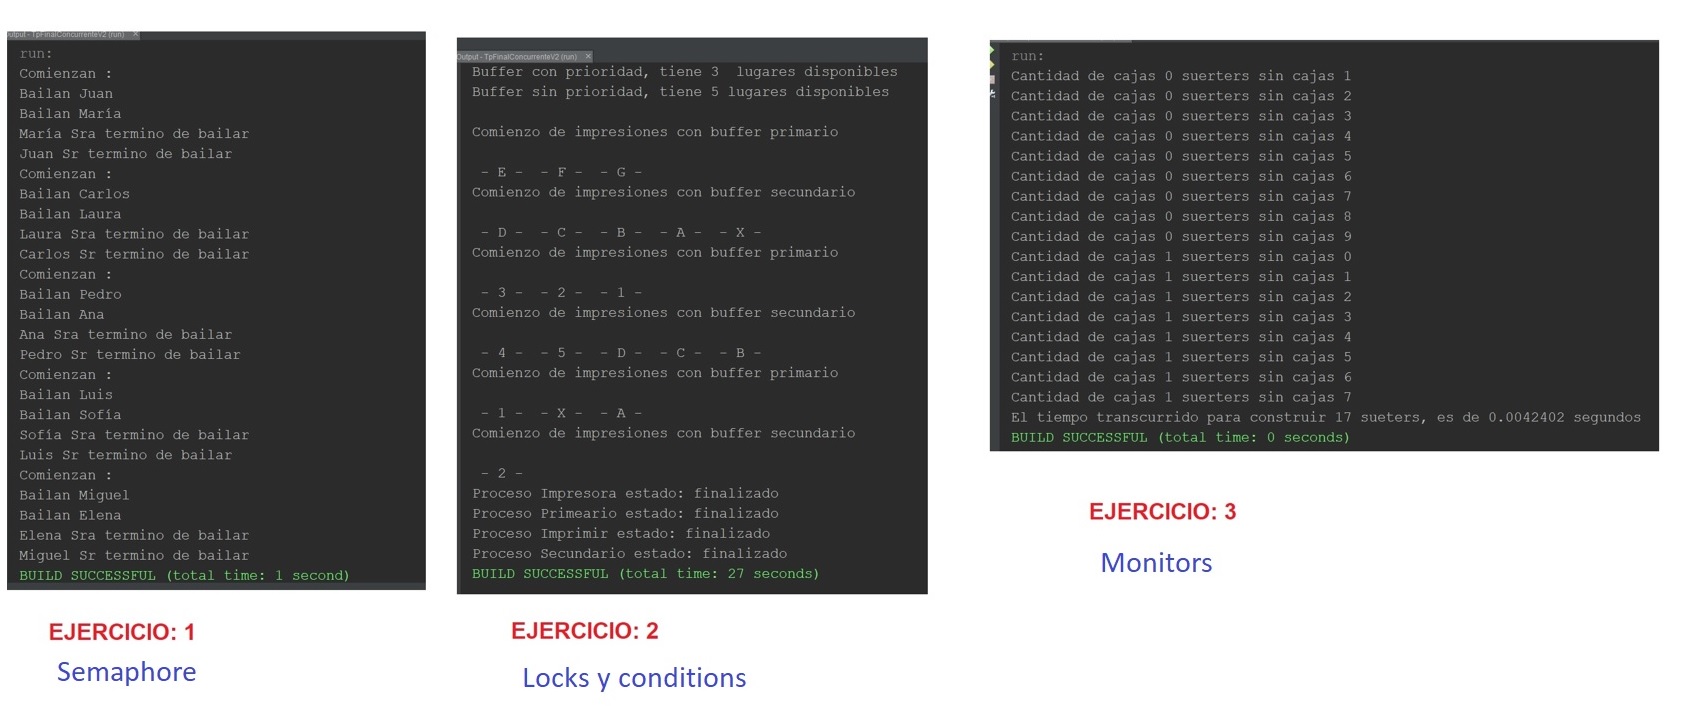 Output - TpFinalConcurrenteV2 (run) ×
run:
Comienzan :
Bailan Juan
Bailan María
María Sra termino de bailar
Juan Sr termino de bailar
Comienzan :
Bailan Carlos
Bailan Laura
Laura Sra termino de bailar
Carlos Sr termino de bailar
Comienzan :
Bailan Pedro
Bailan Ana
Ana Sra termino de bailar
Pedro Sr termino de bailar
Comienzan :
Bailan Luis
Bailan Sofía
Sofía Sra termino de bailar
Luis Sr termino de bailar
Comienzan :
Bailan Miguel
Bailan Elena
Elena Sra termino de bailar
Miguel Sr termino de bailar
BUILD SUCCESSFUL (total time: 1 second)
EJERCICIO: 1
Semaphore
Output - TpFinalConcurrenteV2 (run) ×
Buffer con prioridad, tiene 3  lugares disponibles
Buffer sin prioridad, tiene 5 lugares disponibles
Comienzo de impresiones con buffer primario
- E -  - F -  - G -
Comienzo de impresiones con buffer secundario
- D -  - C -  - B -  - A -  - X -
Comienzo de impresiones con buffer primario
- 3 -  - 2 -  - 1 -
Comienzo de impresiones con buffer secundario
- 4 -  - 5 -  - D -  - C -  - B -
Comienzo de impresiones con buffer primario
- 1 -  - X -  - A -
Comienzo de impresiones con buffer secundario
- 2 -
Proceso Impresora estado: finalizado
Proceso Primeario estado: finalizado
Proceso Imprimir estado: finalizado
Proceso Secundario estado: finalizado
BUILD SUCCESSFUL (total time: 27 seconds)
EJERCICIO: 2
Locks y conditions
run:
Cantidad de cajas 0 suerters sin cajas 1
Cantidad de cajas 0 suerters sin cajas 2
Cantidad de cajas 0 suerters sin cajas 3
Cantidad de cajas 0 suerters sin cajas 4
Cantidad de cajas 0 suerters sin cajas 5
Cantidad de cajas 0 suerters sin cajas 6
Cantidad de cajas 0 suerters sin cajas 7
Cantidad de cajas 0 suerters sin cajas 8
Cantidad de cajas 0 suerters sin cajas 9
Cantidad de cajas 1 suerters sin cajas 0
Cantidad de cajas 1 suerters sin cajas 1
Cantidad de cajas 1 suerters sin cajas 2
Cantidad de cajas 1 suerters sin cajas 3
Cantidad de cajas 1 suerters sin cajas 4
Cantidad de cajas 1 suerters sin cajas 5
Cantidad de cajas 1 suerters sin cajas 6
Cantidad de cajas 1 suerters sin cajas 7
El tiempo transcurrido para construir 17 sueters, es de 0.0042402 segundos
BUILD SUCCESSFUL (total time: 0 seconds)
EJERCICIO: 3
Monitors